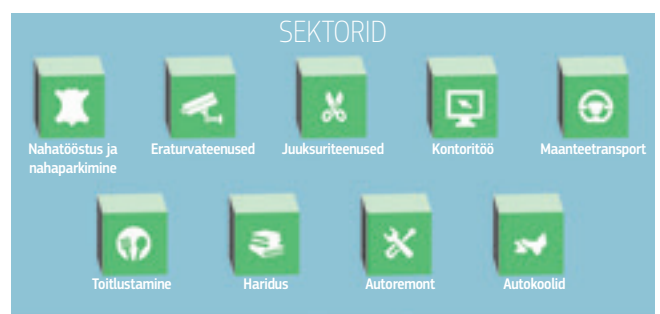 SEKTORID
Nahatööstus ja
nahaparkimine
Eraturvateenused
Juuksuriteenused
Kontoritöö
Maanteetransport
Toitlustamine
Haridus
Autoremont
Autokoolid